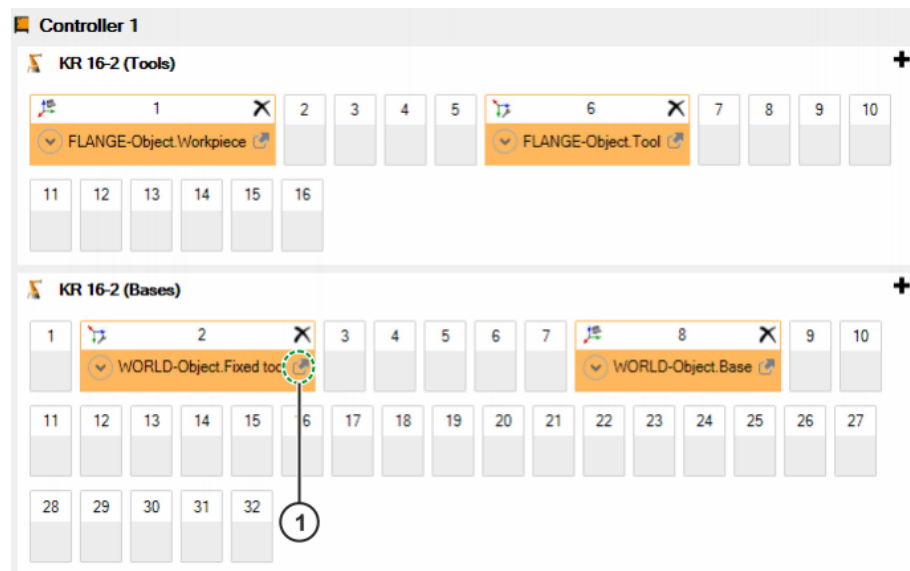 Controller 1
KR 16-2 (Tools)
1 2 3 4 5 6 7 8 9 10
FLANGE-Object.Workpiece FLANGE-Object.Tool
11 12 13 14 15 16
KR 16-2 (Bases)
1 2 3 4 5 6 7 8 9 10
WORLD-Object.Fixed too WORLD-Object.Base
11 12 13 14 15 16 17 18 19 20 21 22 23 24 25 26 27
28 29 30 31 32
1